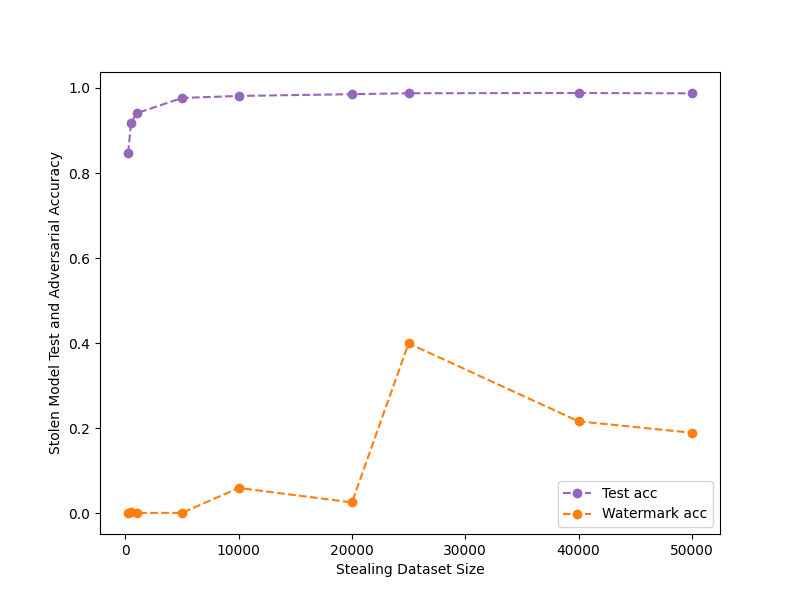 1.0
0.8
0.6
0.4
0.2
0.0
Stolen Model Test and Adversarial Accuracy
Test acc
Watermark acc
0 10000 20000 30000 40000 50000
Stealing Dataset Size